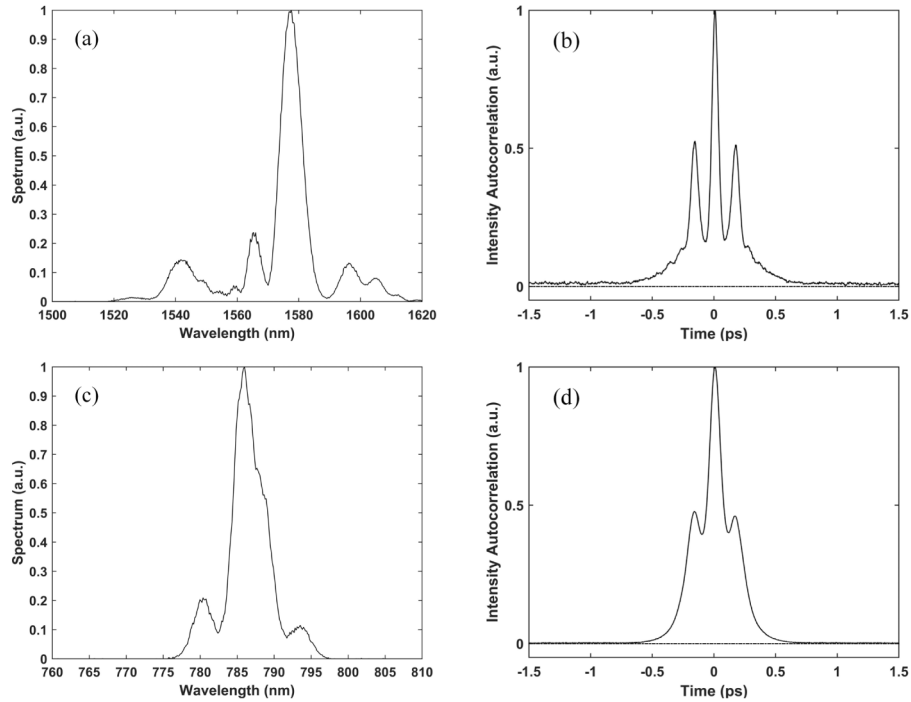 (a)
Spetrum (a.u.)
1
0.9
0.8
0.7
0.6
0.5
0.4
0.3
0.2
0.1
0
1500 1520 1540 1560 1580 1600 1620
Wavelength (nm)
(b)
Intensity Autocorrelation (a.u.)
1
0.5
0
-1.5 -1 -0.5 0 0.5 1 1.5
Time (ps)
(c)
Spectrum (a.u.)
1
0.9
0.8
0.7
0.6
0.5
0.4
0.3
0.2
0.1
0
760 765 770 775 780 785 790 795 800 805 810
Wavelength (nm)
(d)
Intensity Autocorrelation (a.u.)
1
0.5
0
-1.5 -1 -0.5 0 0.5 1 1.5
Time (ps)